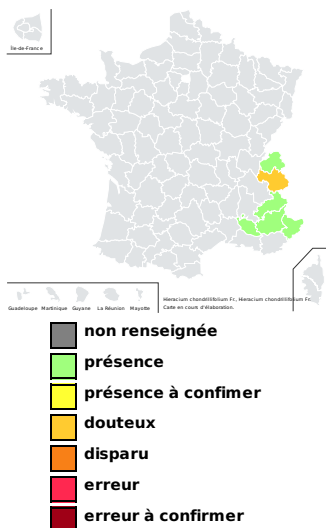 Île-de-France
Guadeloupe Martinique Guyane La Réunion Mayotte
Hieracium chondrillifolium Fr., Hieracium chondrillifolium Fr.
Carte en cours d'élaboration.
non renseignée
présence
présence à confimer
douteux
disparu
erreur
erreur à confirmer